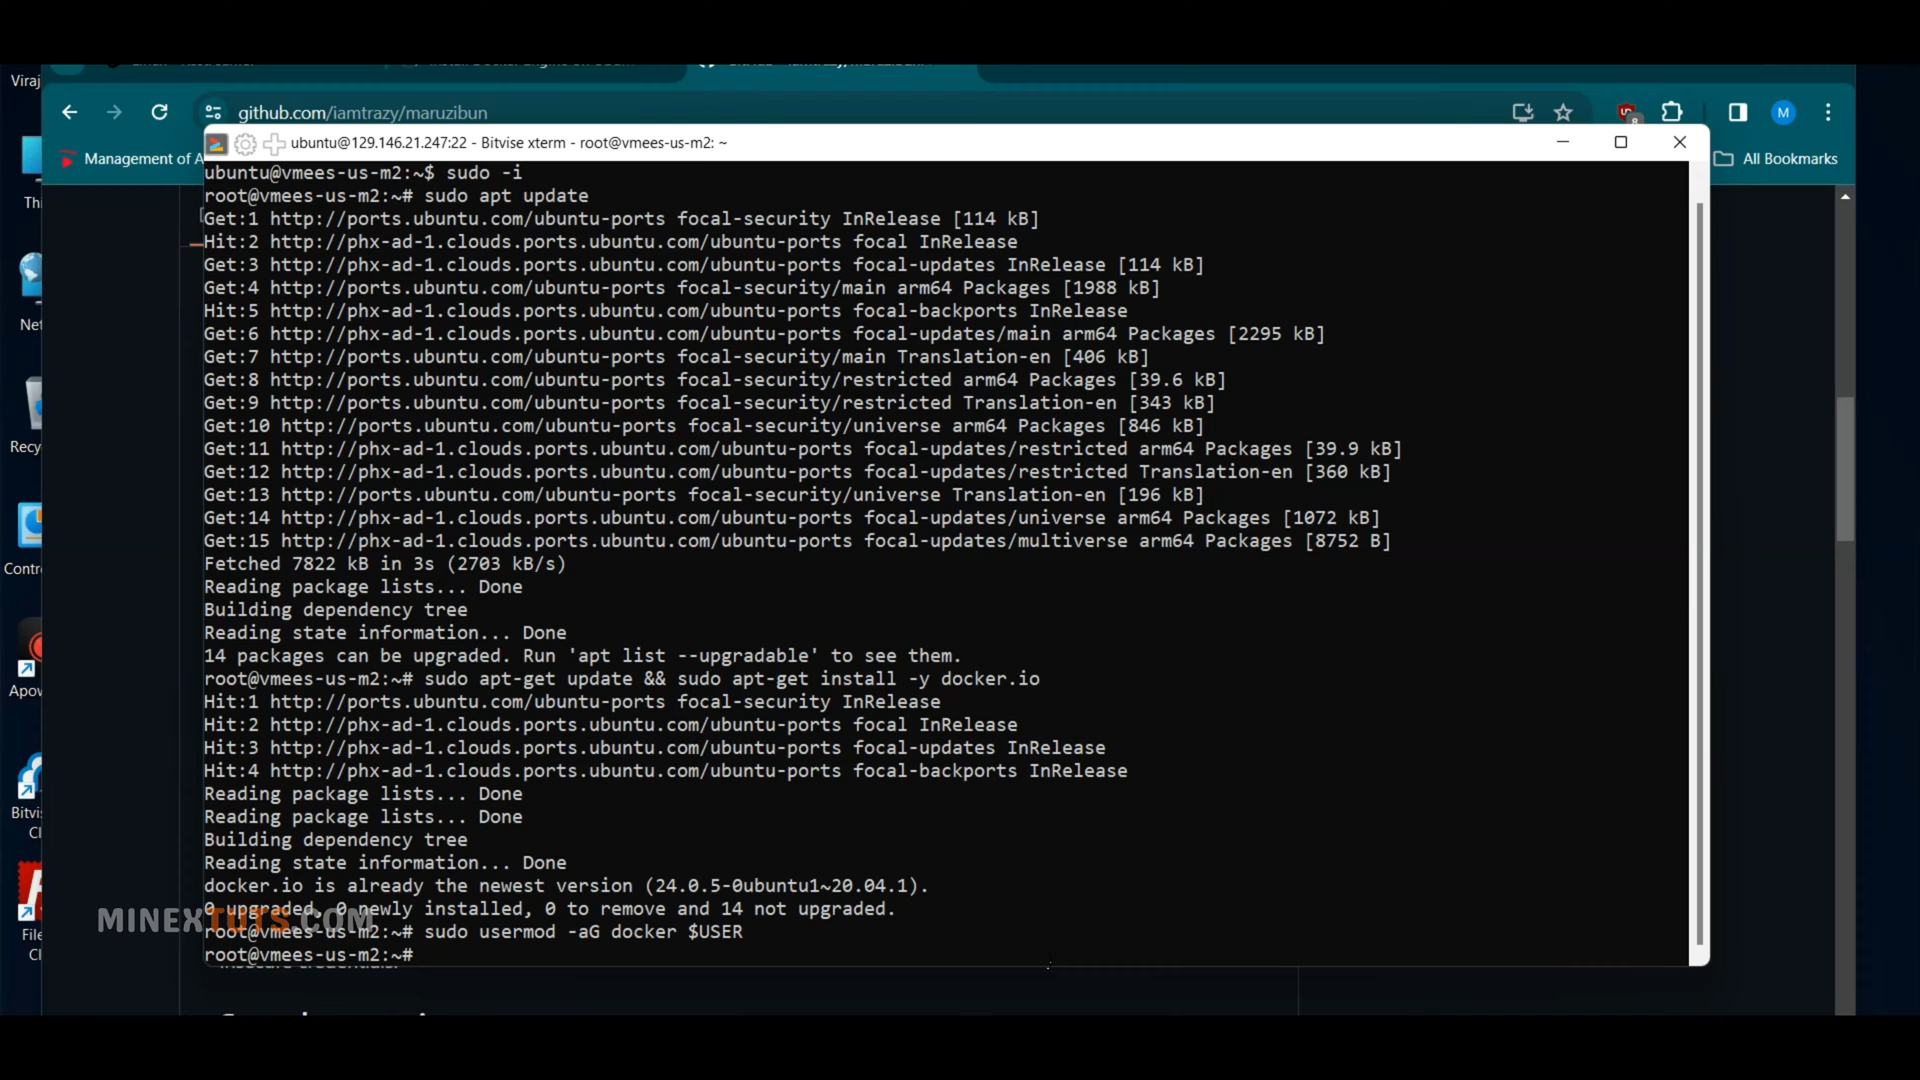 Viraj
github.com/iamtrazy/maruzibun
M
Management of A
All Bookmarks
ubuntu@129.146.21.247:22 - Bitvise xterm - root@vmees-us-m2: ~
ubuntu@vmees-us-m2:~$ sudo -i
root@vmees-us-m2:~# sudo apt update
Get:1 http://ports.ubuntu.com/ubuntu-ports focal-security InRelease [114 kB]
Hit:2 http://phx-ad-1.clouds.ports.ubuntu.com/ubuntu-ports focal InRelease
Get:3 http://phx-ad-1.clouds.ports.ubuntu.com/ubuntu-ports focal-updates InRelease [114 kB]
Get:4 http://ports.ubuntu.com/ubuntu-ports focal-security/main arm64 Packages [1988 kB]
Hit:5 http://phx-ad-1.clouds.ports.ubuntu.com/ubuntu-ports focal-backports InRelease
Get:6 http://phx-ad-1.clouds.ports.ubuntu.com/ubuntu-ports focal-updates/main arm64 Packages [2295 kB]
Get:7 http://ports.ubuntu.com/ubuntu-ports focal-security/main Translation-en [406 kB]
Get:8 http://ports.ubuntu.com/ubuntu-ports focal-security/restricted arm64 Packages [39.6 kB]
Get:9 http://ports.ubuntu.com/ubuntu-ports focal-security/restricted Translation-en [343 kB]
Get:10 http://ports.ubuntu.com/ubuntu-ports focal-security/universe arm64 Packages [846 kB]
Get:11 http://phx-ad-1.clouds.ports.ubuntu.com/ubuntu-ports focal-updates/restricted arm64 Packages [39.9 kB]
Get:12 http://phx-ad-1.clouds.ports.ubuntu.com/ubuntu-ports focal-updates/restricted Translation-en [360 kB]
Get:13 http://ports.ubuntu.com/ubuntu-ports focal-security/universe Translation-en [196 kB]
Get:14 http://phx-ad-1.clouds.ports.ubuntu.com/ubuntu-ports focal-updates/universe arm64 Packages [1072 kB]
Get:15 http://phx-ad-1.clouds.ports.ubuntu.com/ubuntu-ports focal-updates/multiverse arm64 Packages [8752 B]
Fetched 7822 kB in 3s (2703 kB/s)
Reading package lists... Done
Building dependency tree
Reading state information... Done
14 packages can be upgraded. Run 'apt list --upgradable' to see them.
root@vmees-us-m2:~# sudo apt-get update && sudo apt-get install -y docker.io
Hit:1 http://ports.ubuntu.com/ubuntu-ports focal-security InRelease
Hit:2 http://phx-ad-1.clouds.ports.ubuntu.com/ubuntu-ports focal InRelease
Hit:3 http://phx-ad-1.clouds.ports.ubuntu.com/ubuntu-ports focal-updates InRelease
Hit:4 http://phx-ad-1.clouds.ports.ubuntu.com/ubuntu-ports focal-backports InRelease
Reading package lists... Done
Reading package lists... Done
Building dependency tree
Reading state information... Done
docker.io is already the newest version (24.0.5-0ubuntu1~20.04.1).
0 upgraded, 0 newly installed, 0 to remove and 14 not upgraded.
root@vmees-us-m2:~# sudo usermod -aG docker $USER
root@vmees-us-m2:~#
Thi
Net
Recy
Contr
Apow
Bitvis
Cl
Cl
MINEXTUTS.COM